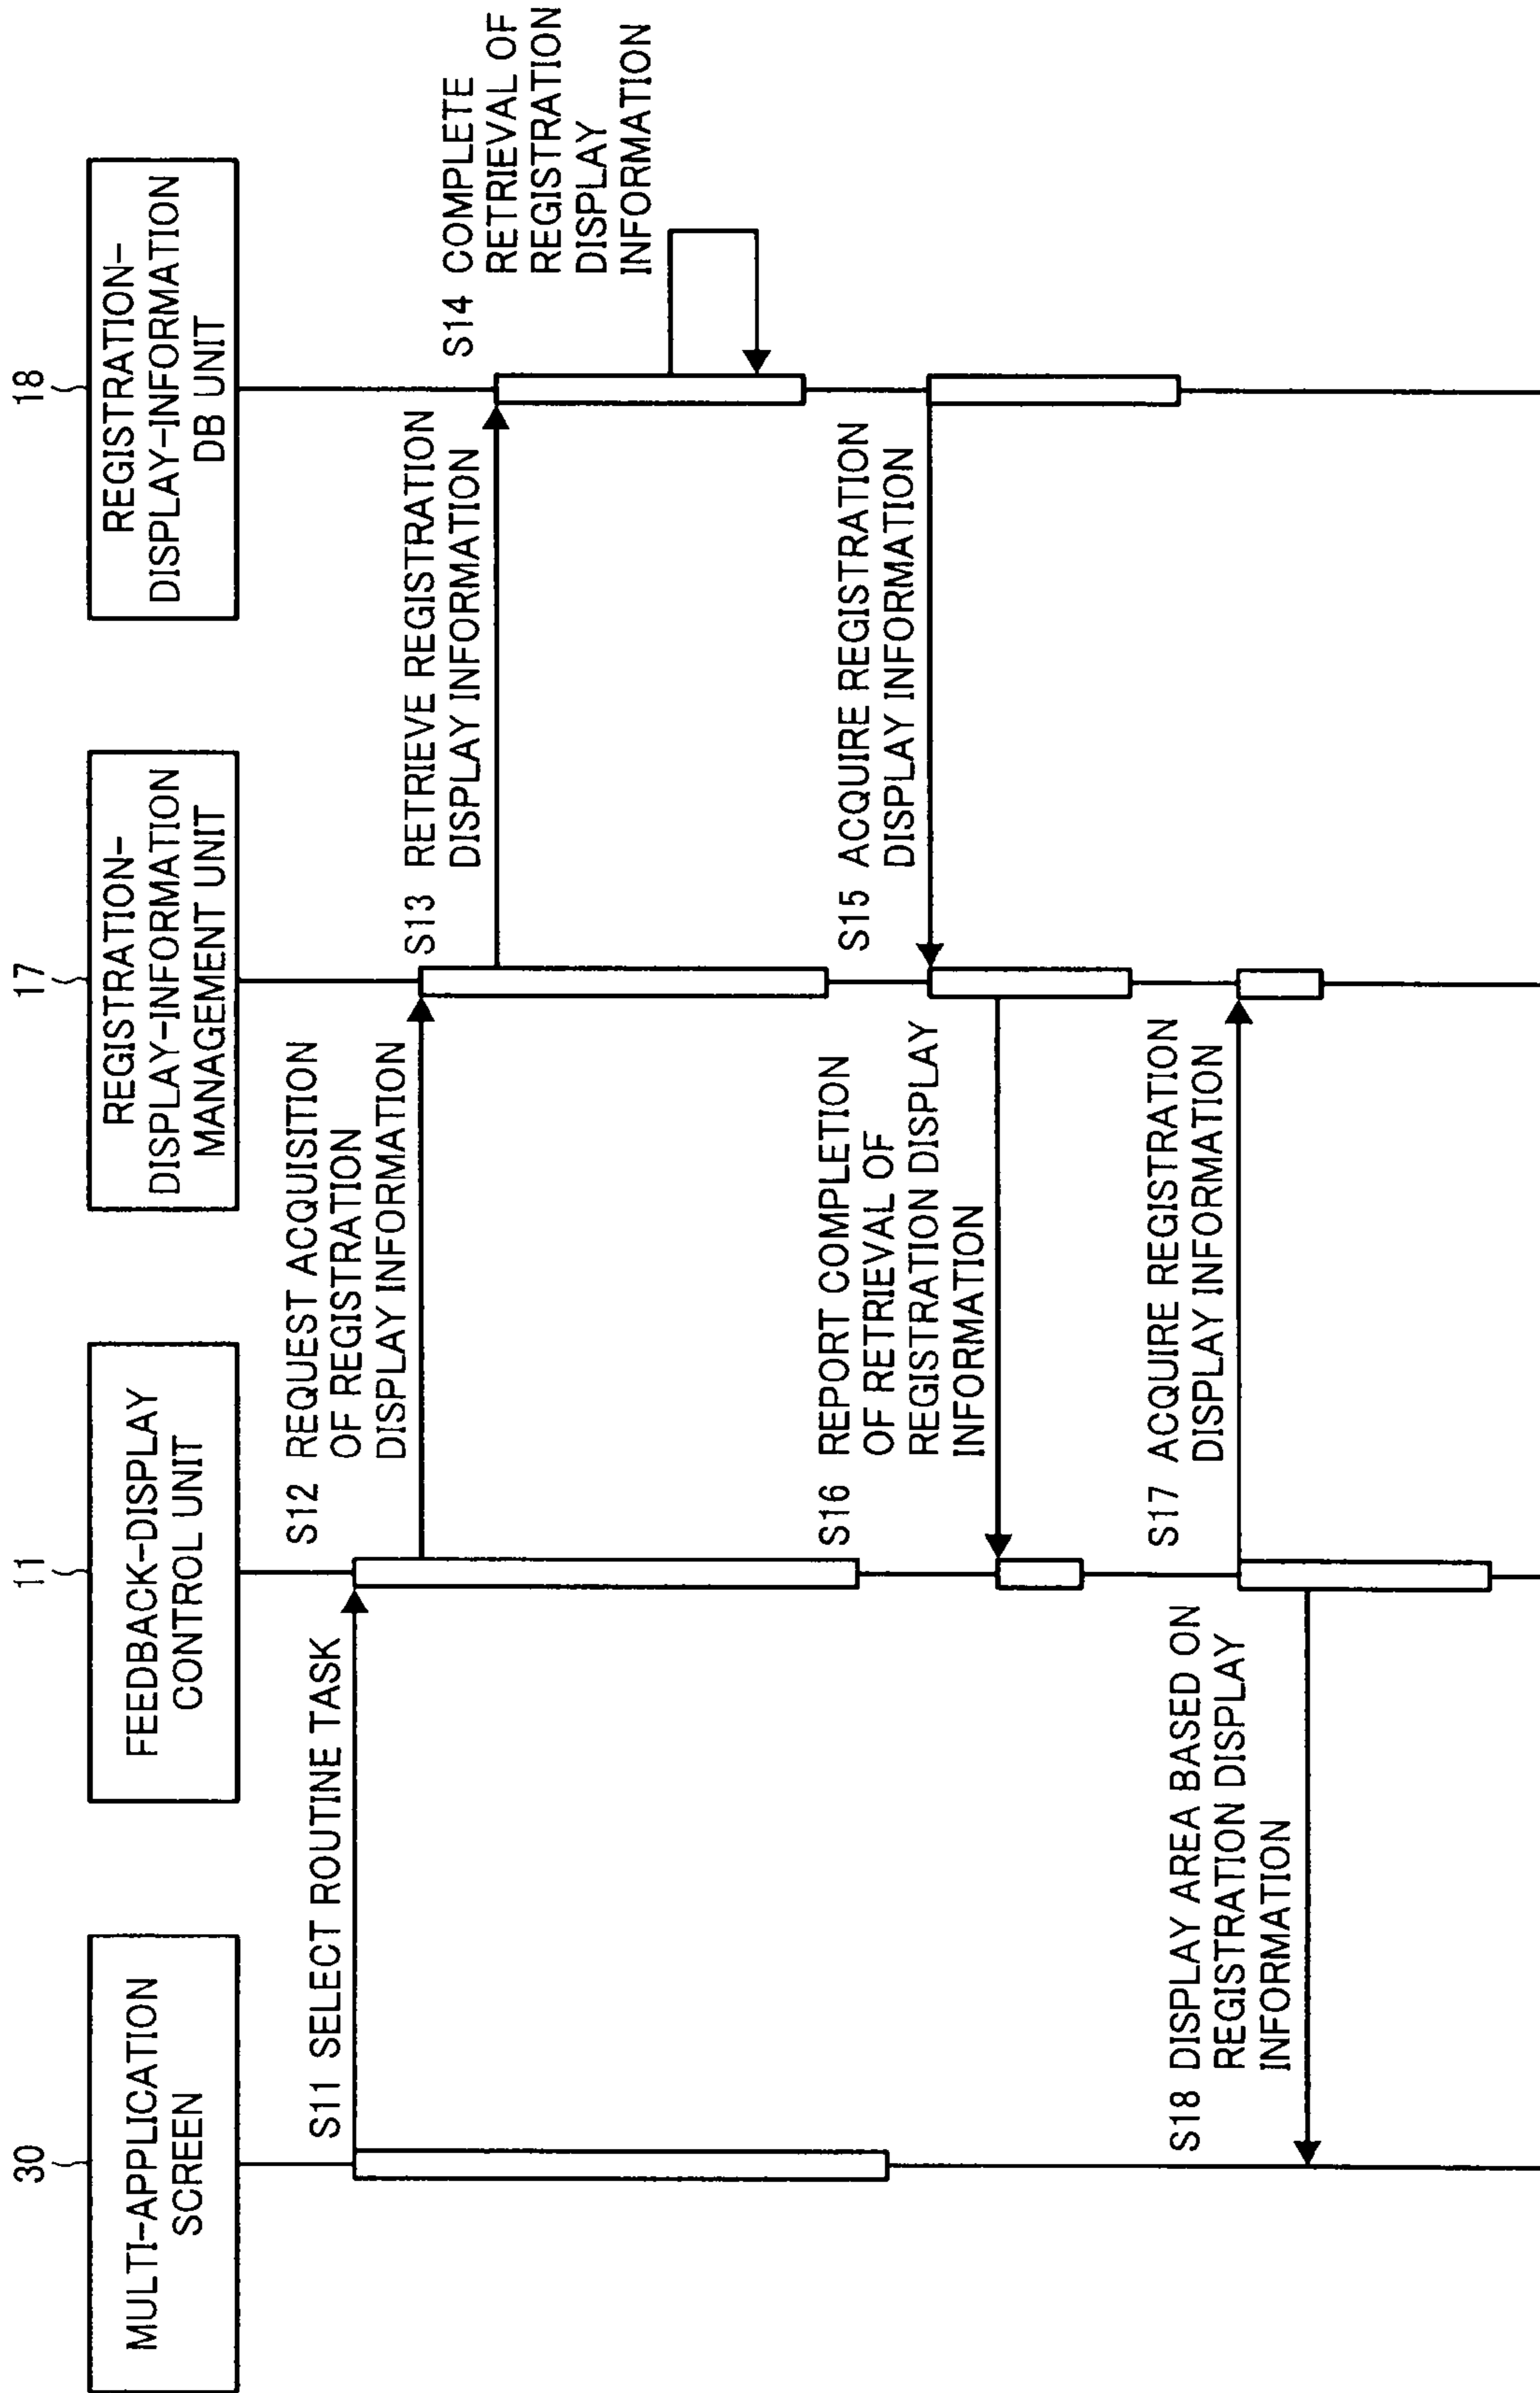 30
MULTI-APPLICATION
SCREEN
11
FEEDBACK-DISPLAY
CONTROL UNIT
17
REGISTRATION-
DISPLAY-INFORMATION
MANAGEMENT UNIT
18
REGISTRATION-
DISPLAY-INFORMATION
DB UNIT
S11 SELECT ROUTINE TASK
S12 REQUEST ACQUISITION
OF REGISTRATION
DISPLAY INFORMATION
S13 RETRIEVE REGISTRATION
DISPLAY INFORMATION
S14 COMPLETE
RETRIEVAL OF
REGISTRATION
DISPLAY
INFORMATION
S15 ACQUIRE REGISTRATION
DISPLAY INFORMATION
S16 REPORT COMPLETION
OF RETRIEVAL OF
REGISTRATION DISPLAY
INFORMATION
S17 ACQUIRE REGISTRATION
DISPLAY INFORMATION
S18 DISPLAY AREA BASED ON
REGISTRATION DISPLAY
INFORMATION